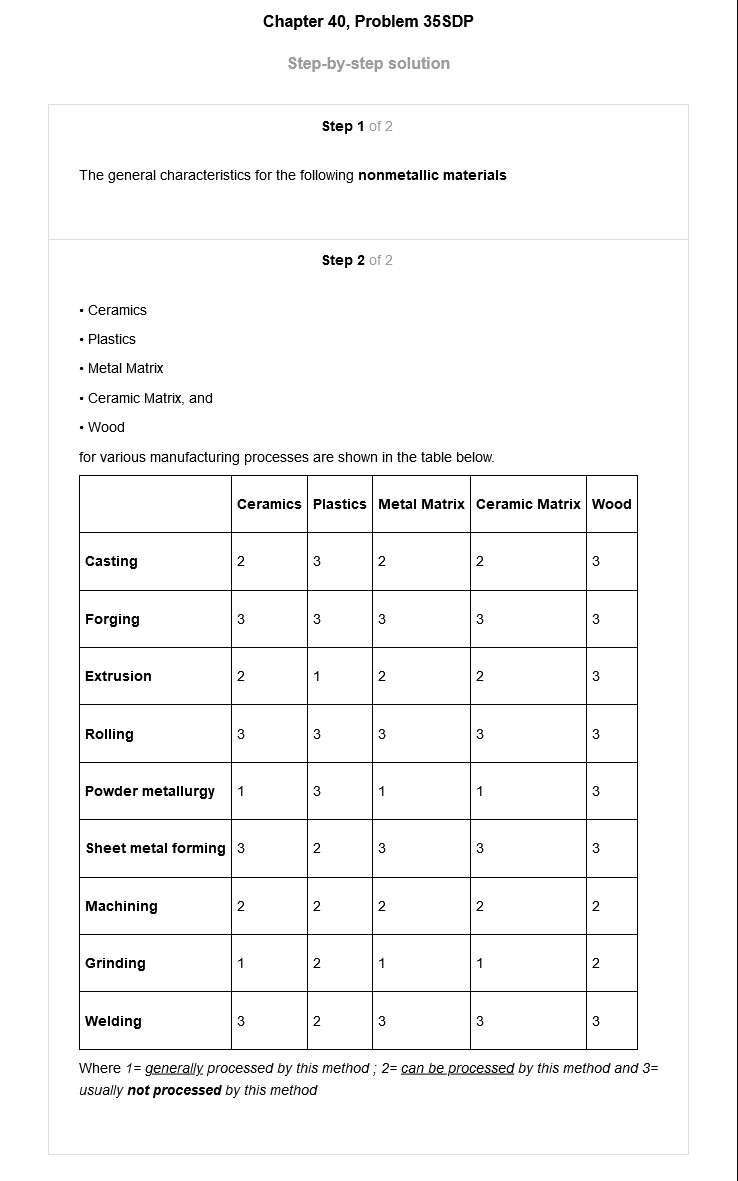 Chapter 40, Problem 35SDP
Step-by-step solution
Step 1 of 2
The general characteristics for the following nonmetallic materials
Step 2 of 2
• Ceramics
• Plastics
• Metal Matrix
• Ceramic Matrix, and
• Wood
for various manufacturing processes are shown in the table below.
Ceramics Plastics Metal Matrix Ceramic Matrix Wood
Casting 2 3 2 2 3
Forging 3 3 3 3 3
Extrusion 2 1 2 2 3
Rolling 3 3 3 3 3
Powder metallurgy 1 3 1 1 3
Sheet metal forming 3 2 3 3 3
Machining 2 2 2 2 2
Grinding 1 2 1 1 2
Welding 3 2 3 3 3
Where 1= generally processed by this method ; 2= can be processed by this method and 3=
usually not processed by this method